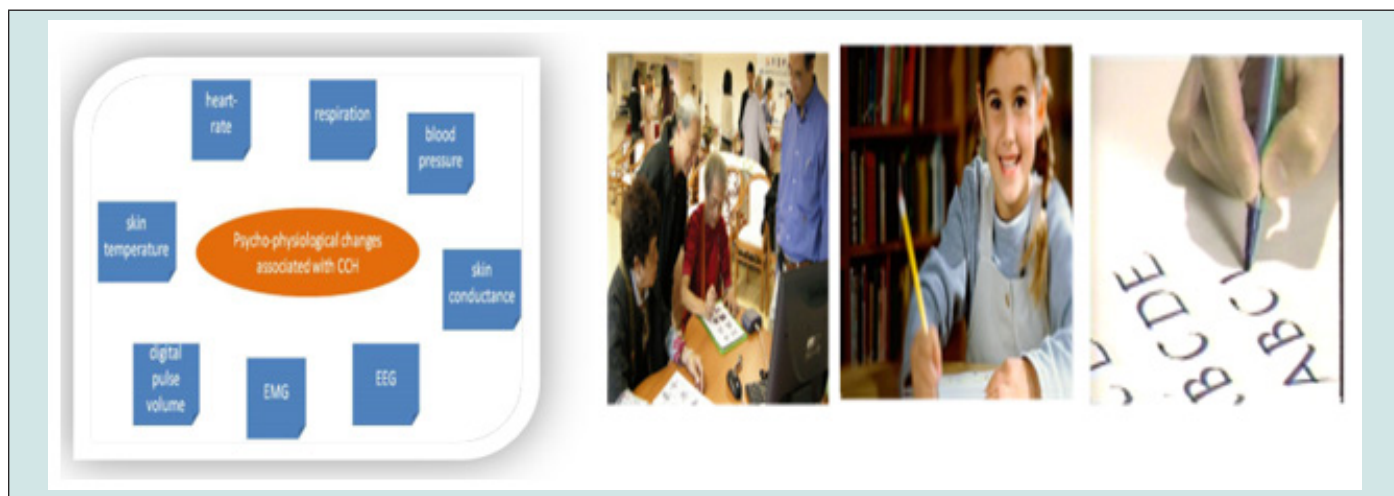 heart-
rate
respiration
blood
pressure
skin
temperature
Psycho-physiological changes
associated with CCH
skin
conductance
digital
pulse
volume
EMG
EEG
ABCDE
ABC